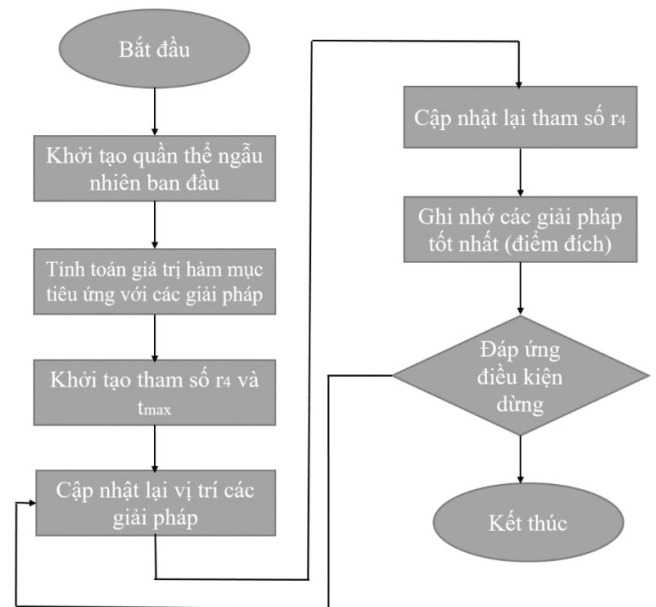 Bắt đầu
Khởi tạo quần thể ngẫu
nhiên ban đầu
Tính toán giá trị hàm mục
tiêu ứng với các giải pháp
Khởi tạo tham số r4 và
tmax
Cập nhật lại vị trí các
giải pháp
Cập nhật lại tham số r4
Ghi nhớ các giải pháp
tốt nhất (điểm đích)
Đáp ứng
điều kiện
dừng
Kết thúc